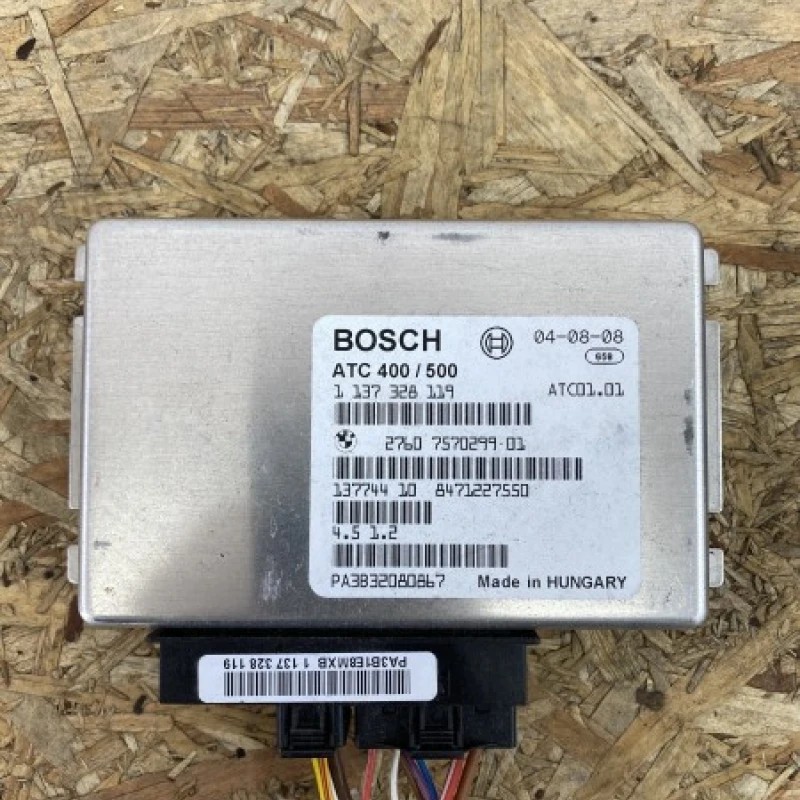 BOSCH 04-08-08
658
ATC 400 / 500
1 137 328 119 ATC01.01
2760 7570299-01
137744 10 8471227550
4.5 1.2
PA3B32080867 Made in HUNGARY
PA3B1E8MXB 1 137 328 119